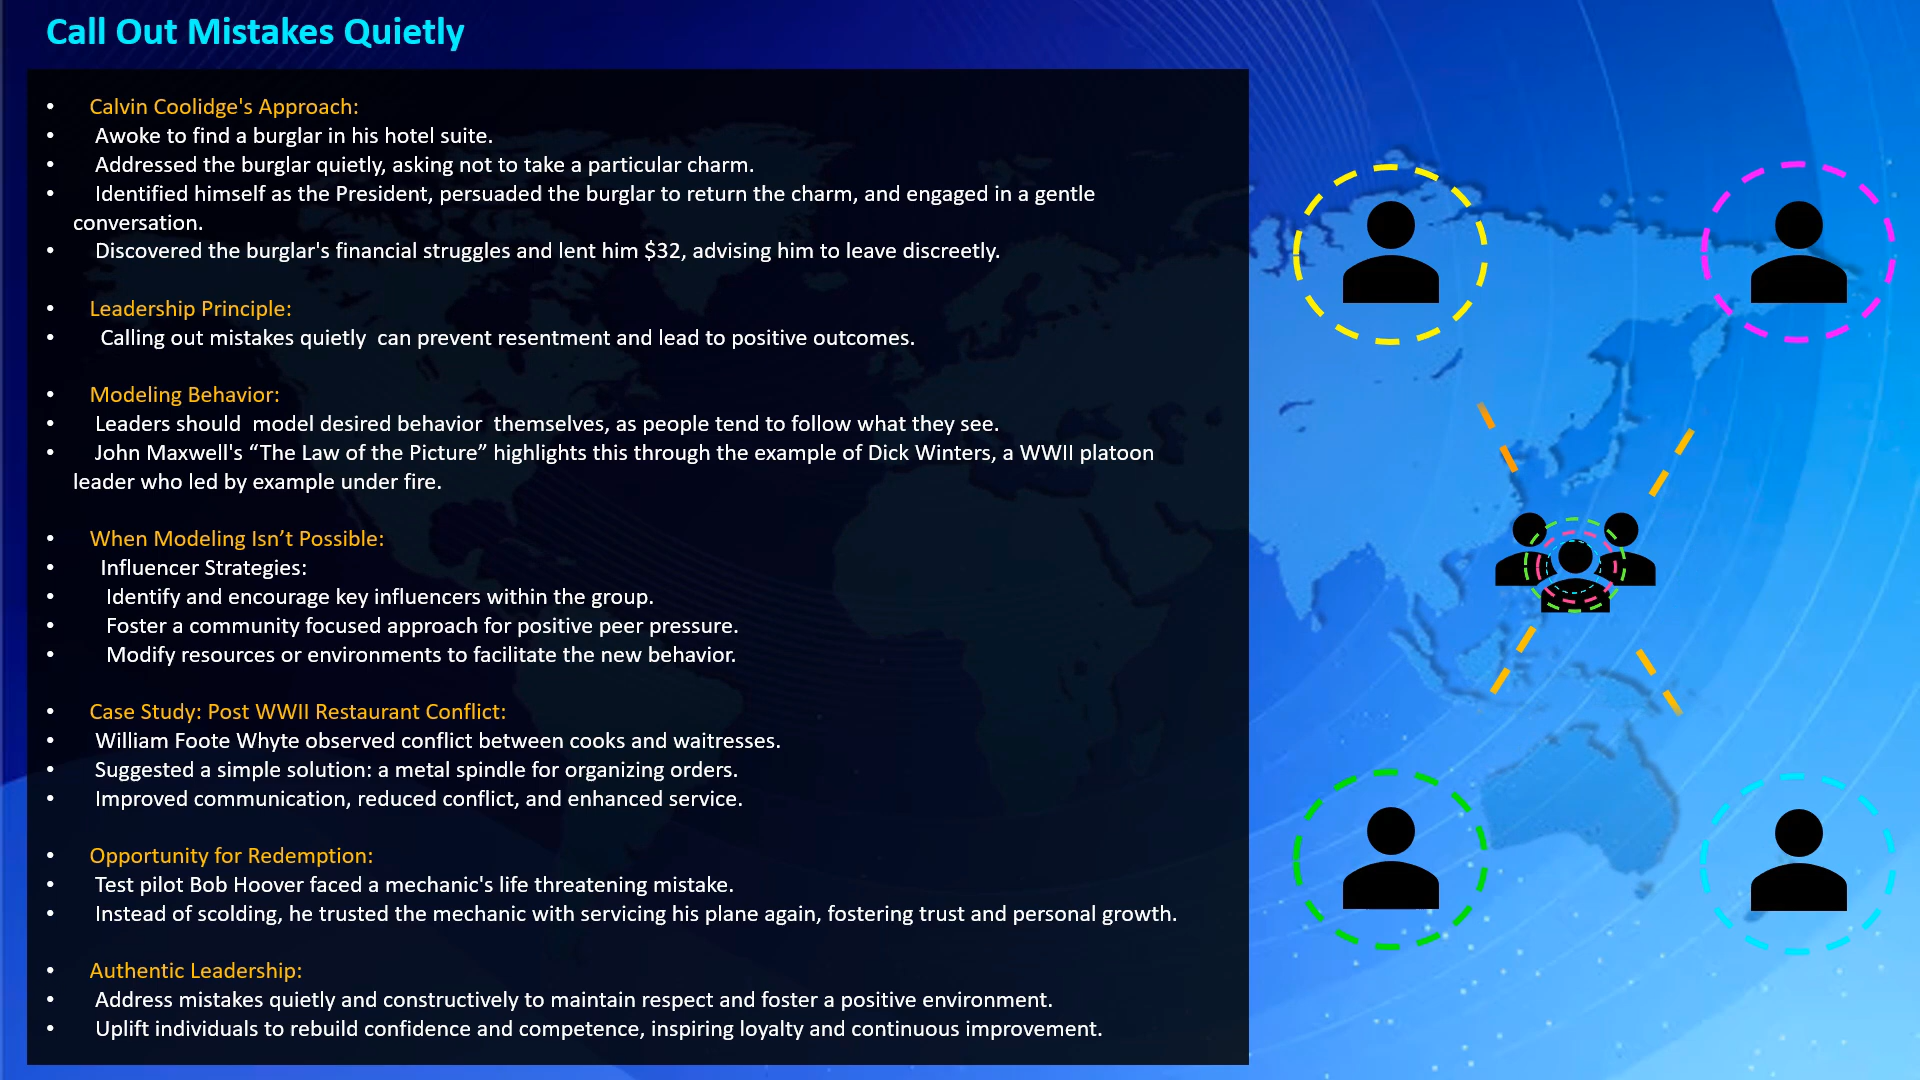 Call Out Mistakes Quietly
• Calvin Coolidge's Approach:
• Awoke to find a burglar in his hotel suite.
• Addressed the burglar quietly, asking not to take a particular charm.
• Identified himself as the President, persuaded the burglar to return the charm, and engaged in a gentle
conversation.
• Discovered the burglar's financial struggles and lent him $32, advising him to leave discreetly.
• Leadership Principle:
• Calling out mistakes quietly  can prevent resentment and lead to positive outcomes.
• Modeling Behavior:
• Leaders should  model desired behavior  themselves, as people tend to follow what they see.
• John Maxwell's “The Law of the Picture” highlights this through the example of Dick Winters, a WWII platoon
leader who led by example under fire.
• When Modeling Isn’t Possible:
• Influencer Strategies:
• Identify and encourage key influencers within the group.
• Foster a community focused approach for positive peer pressure.
• Modify resources or environments to facilitate the new behavior.
• Case Study: Post WWII Restaurant Conflict:
• William Foote Whyte observed conflict between cooks and waitresses.
• Suggested a simple solution: a metal spindle for organizing orders.
• Improved communication, reduced conflict, and enhanced service.
• Opportunity for Redemption:
• Test pilot Bob Hoover faced a mechanic's life threatening mistake.
• Instead of scolding, he trusted the mechanic with servicing his plane again, fostering trust and personal growth.
• Authentic Leadership:
• Address mistakes quietly and constructively to maintain respect and foster a positive environment.
• Uplift individuals to rebuild confidence and competence, inspiring loyalty and continuous improvement.